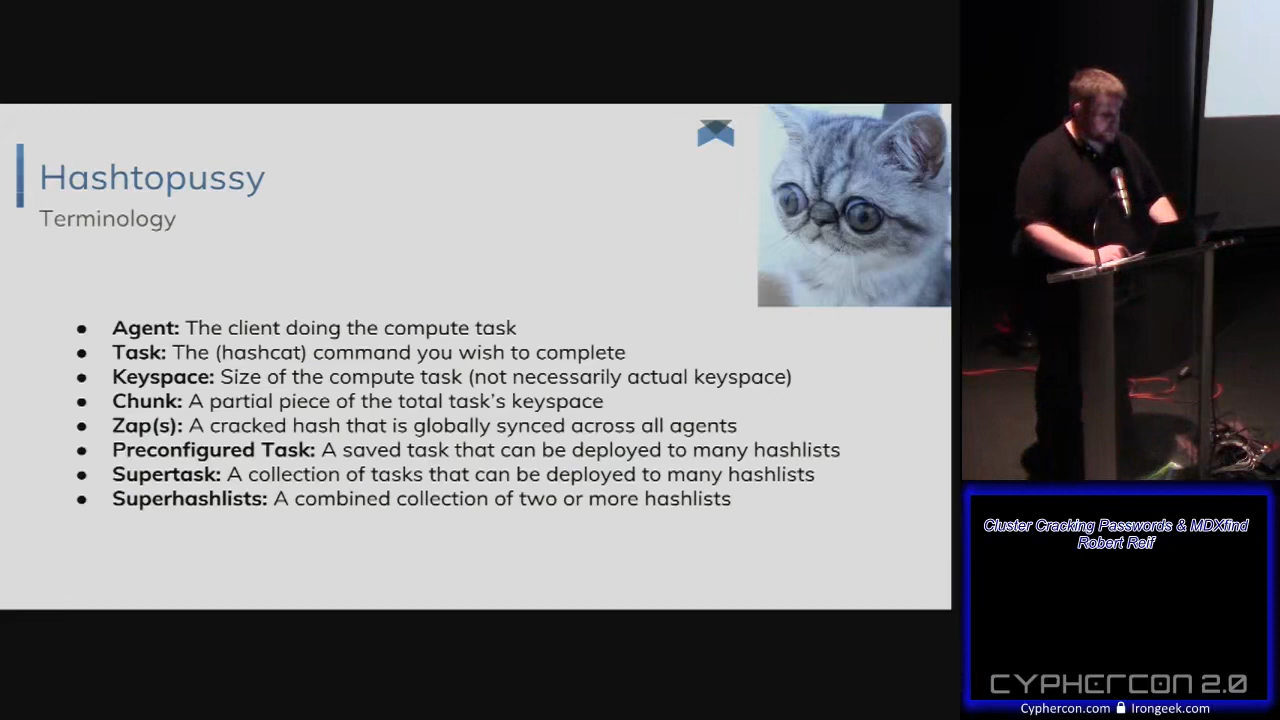 Hashtopussy
Terminology
● Agent: The client doing the compute task
● Task: The (hashcat) command you wish to complete
● Keyspace: Size of the compute task (not necessarily actual keyspace)
● Chunk: A partial piece of the total task's keyspace
● Zap(s): A cracked hash that is globally synced across all agents
● Preconfigured Task: A saved task that can be deployed to many hashlists
● Supertask: A collection of tasks that can be deployed to many hashlists
● Superhashlists: A combined collection of two or more hashlists
Cluster Cracking Passwords & MDXfind
Robert Reif
CYPHERCON 2.0
Cyphercon.com Irongeek.com